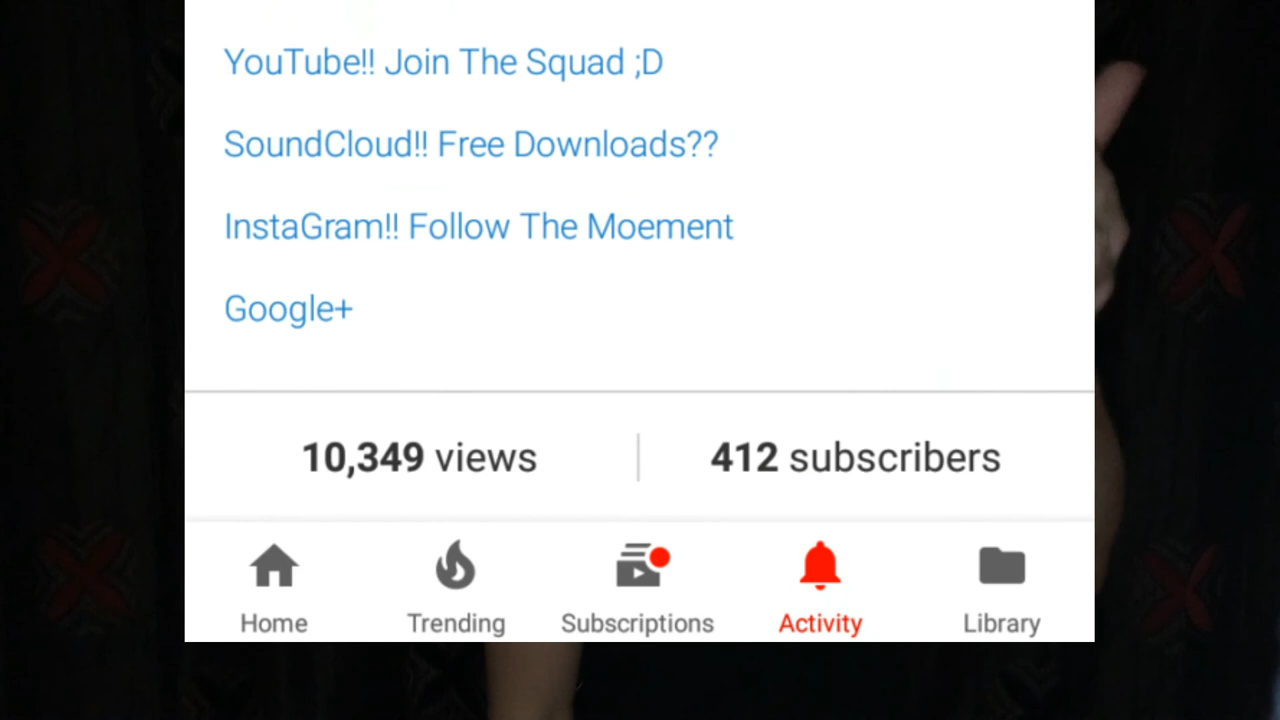 YouTube!! Join The Squad ;D
SoundCloud!! Free Downloads??
InstaGram!! Follow The Moement
Google+
10,349 views | 412 subscribers
Home Trending Subscriptions Activity Library